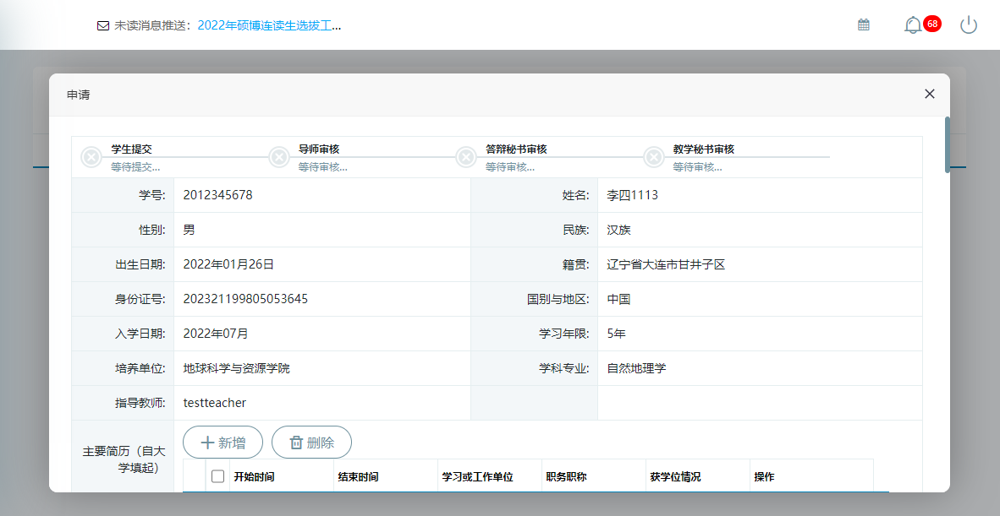 未读消息推送：2022年硕博连读生选拔工...
68
申请
学生提交 导师审核 答辩秘书审核 教学秘书审核
等待提交... 等待审核... 等待审核... 等待审核...
学号: 2012345678 姓名: 李四1113
性别: 男 民族: 汉族
出生日期: 2022年01月26日 籍贯: 辽宁省大连市甘井子区
身份证号: 202321199805053645 国别与地区: 中国
入学日期: 2022年07月 学习年限: 5年
培养单位: 地球科学与资源学院 学科专业: 自然地理学
指导教师: testteacher
主要简历（自大
学填起）
新增 删除
开始时间 结束时间 学习或工作单位 职务职称 获学位情况 操作